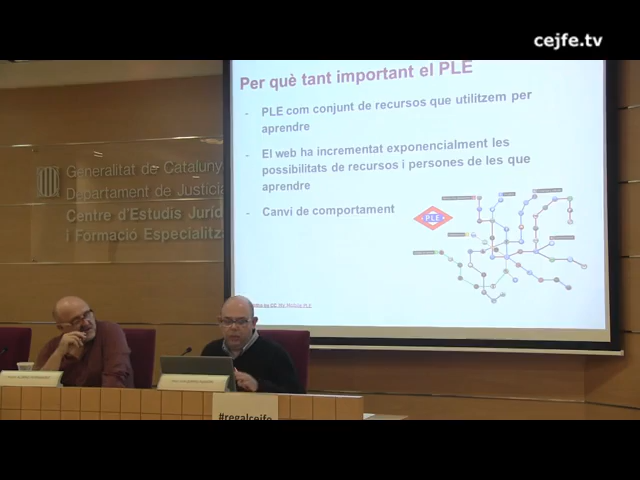 cejfe.tv
Per què tant important el PLE
- PLE com conjunt de recursos que utilitzem per
aprendre
- El web ha incrementat exponencialment les
possibilitats de recursos i persones de les que
aprendre
- Canvi de comportament
PLE
Generalitat de Catalunya
Departament de Justícia
Centre d'Estudis Juríd
i Formació Especialitz
#regalcejfe